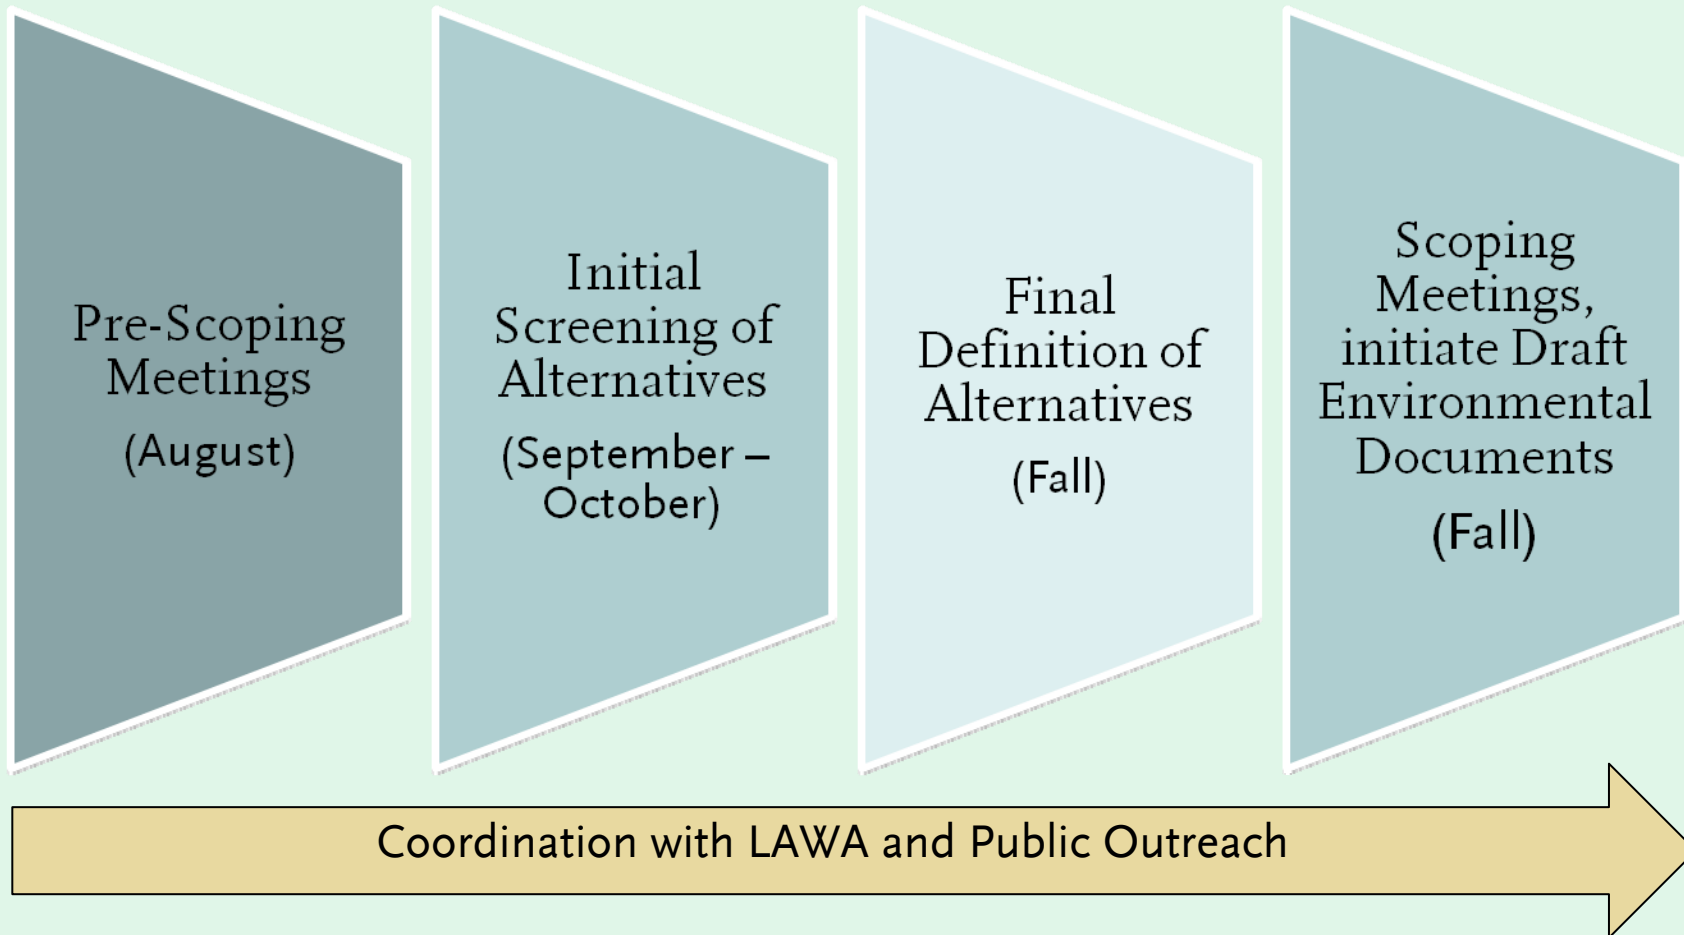 Pre-Scoping
Meetings
(August)
Initial
Screening of
Alternatives
(September –
October)
Final
Definition of
Alternatives
(Fall)
Scoping
Meetings,
initiate Draft
Environmental
Documents
(Fall)
Coordination with LAWA and Public Outreach